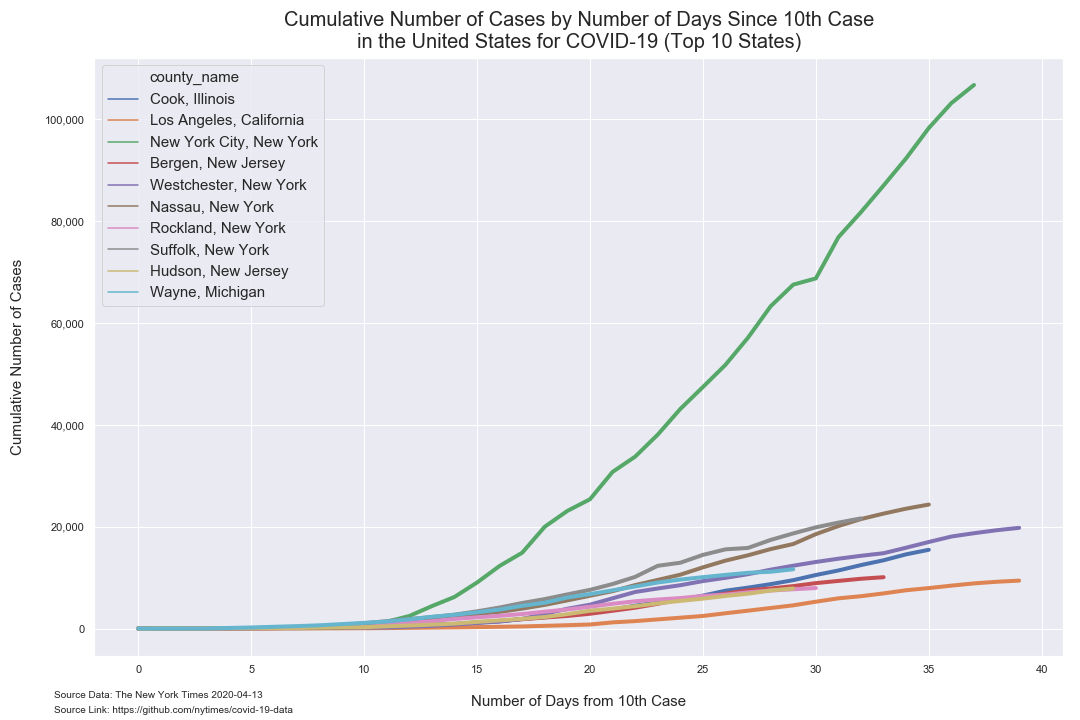 Cumulative Number of Cases by Number of Days Since 10th Case
in the United States for COVID-19 (Top 10 States)
county_name
Cook, Illinois
Los Angeles, California
New York City, New York
Bergen, New Jersey
Westchester, New York
Nassau, New York
Rockland, New York
Suffolk, New York
Hudson, New Jersey
Wayne, Michigan
Cumulative Number of Cases
100,000
80,000
60,000
40,000
20,000
0
0 5 10 15 20 25 30 35 40
Number of Days from 10th Case
Source Data: The New York Times 2020-04-13
Source Link: https://github.com/nytimes/covid-19-data